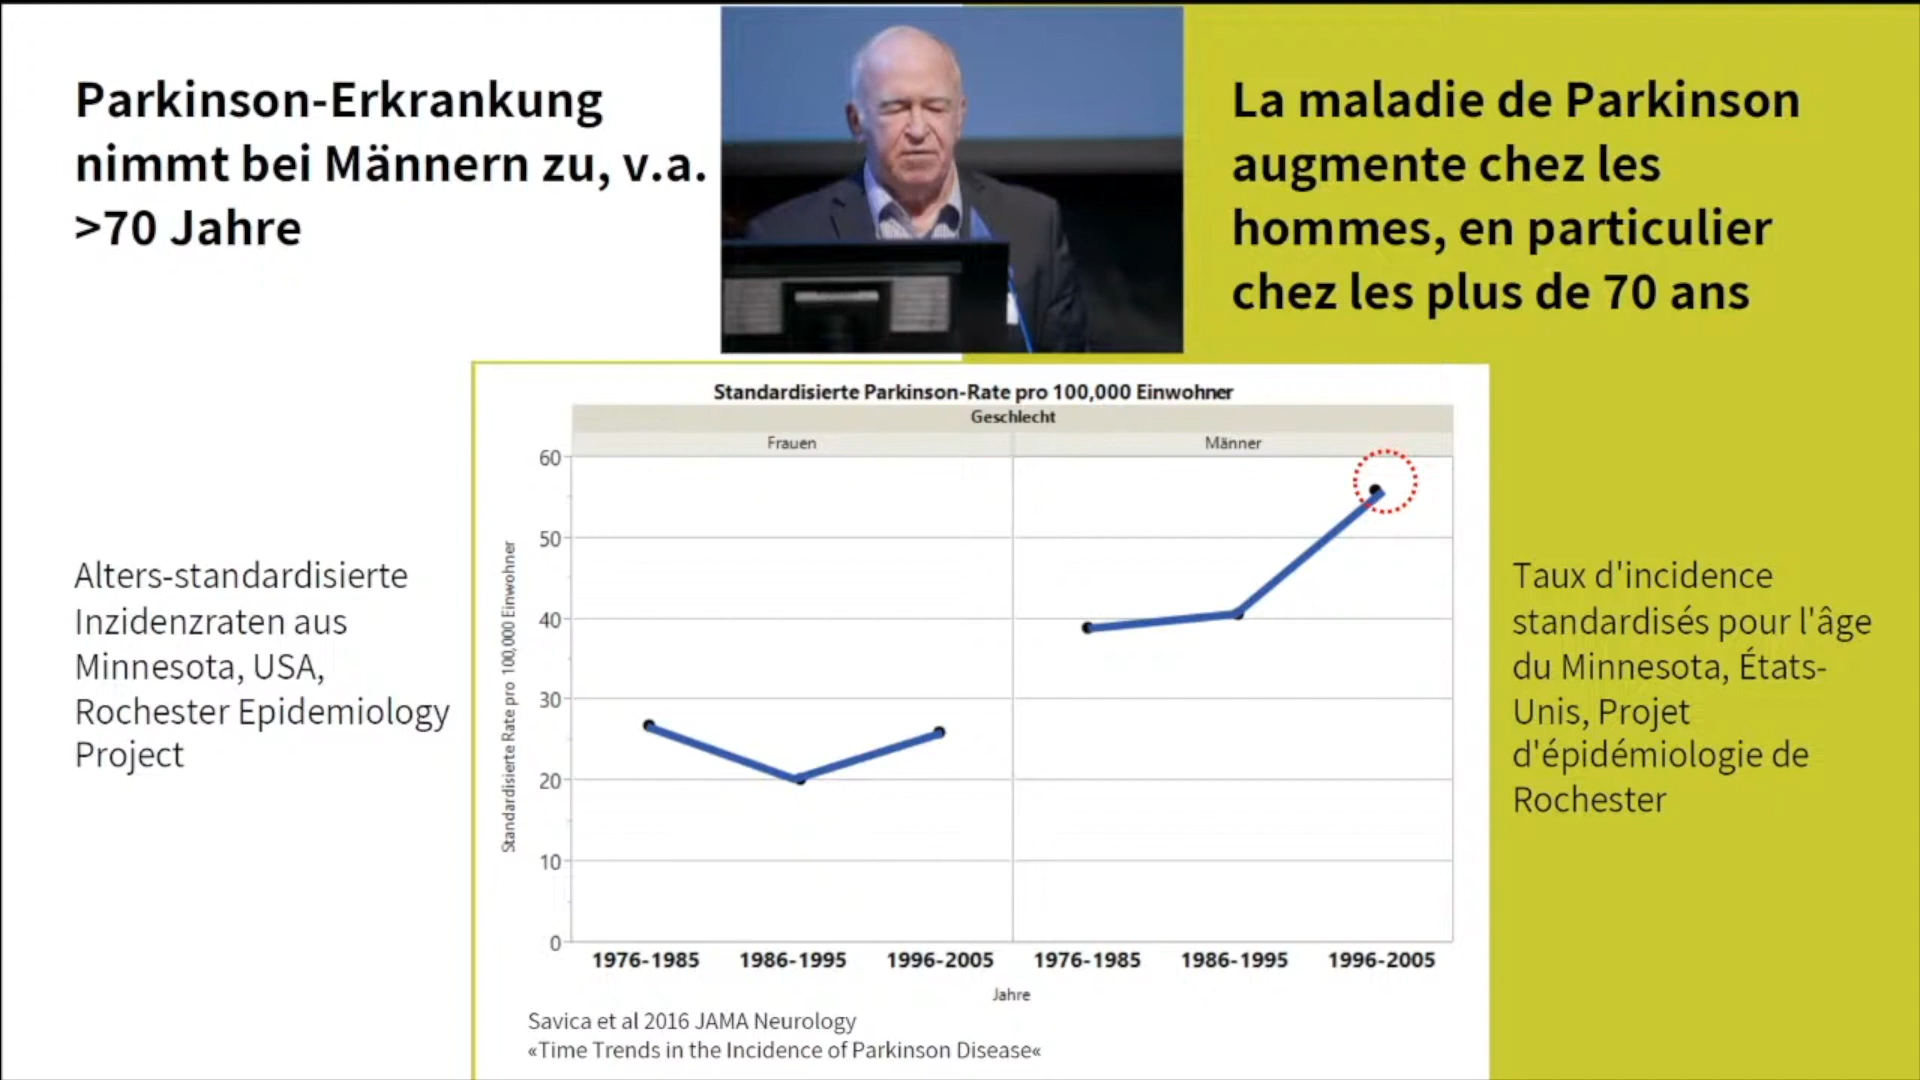 Parkinson-Erkrankung
nimmt bei Männern zu, v.a.
>70 Jahre
La maladie de Parkinson
augmente chez les
hommes, en particulier
chez les plus de 70 ans
Alters-standardisierte
Inzidenzraten aus
Minnesota, USA,
Rochester Epidemiology
Project
Standardisierte Parkinson-Rate pro 100,000 Einwohner
Geschlecht
Frauen
Männer
Standardisierte Rate pro 100,000 Einwohner
60
50
40
30
20
10
0
1976-1985
1986-1995
1996-2005
1976-1985
1986-1995
1996-2005
Jahre
Savica et al 2016 JAMA Neurology
«Time Trends in the Incidence of Parkinson Disease«
Taux d'incidence
standardisés pour l'âge
du Minnesota, États-
Unis, Projet
d'épidémiologie de
Rochester